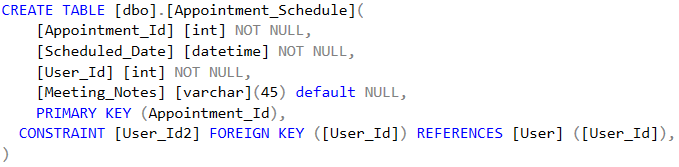 CREATE TABLE [dbo].[Appointment_Schedule](
[Appointment_Id] [int] NOT NULL,
[Scheduled_Date] [datetime] NOT NULL,
[User_Id] [int] NOT NULL,
[Meeting_Notes] [varchar](45) default NULL,
PRIMARY KEY (Appointment_Id),
CONSTRAINT [User_Id2] FOREIGN KEY ([User_Id]) REFERENCES [User] ([User_Id]),
)